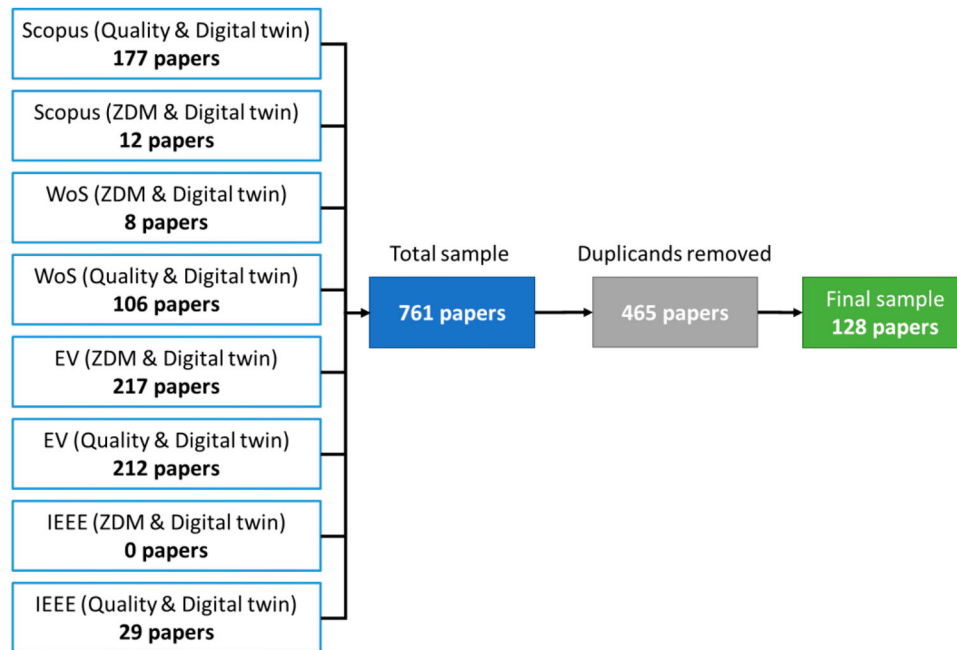 Scopus (Quality & Digital twin)
177 papers
Scopus (ZDM & Digital twin)
12 papers
WoS (ZDM & Digital twin)
8 papers
WoS (Quality & Digital twin)
106 papers
EV (ZDM & Digital twin)
217 papers
EV (Quality & Digital twin)
212 papers
IEEE (ZDM & Digital twin)
0 papers
IEEE (Quality & Digital twin)
29 papers
Total sample
761 papers
Duplicands removed
465 papers
Final sample
128 papers